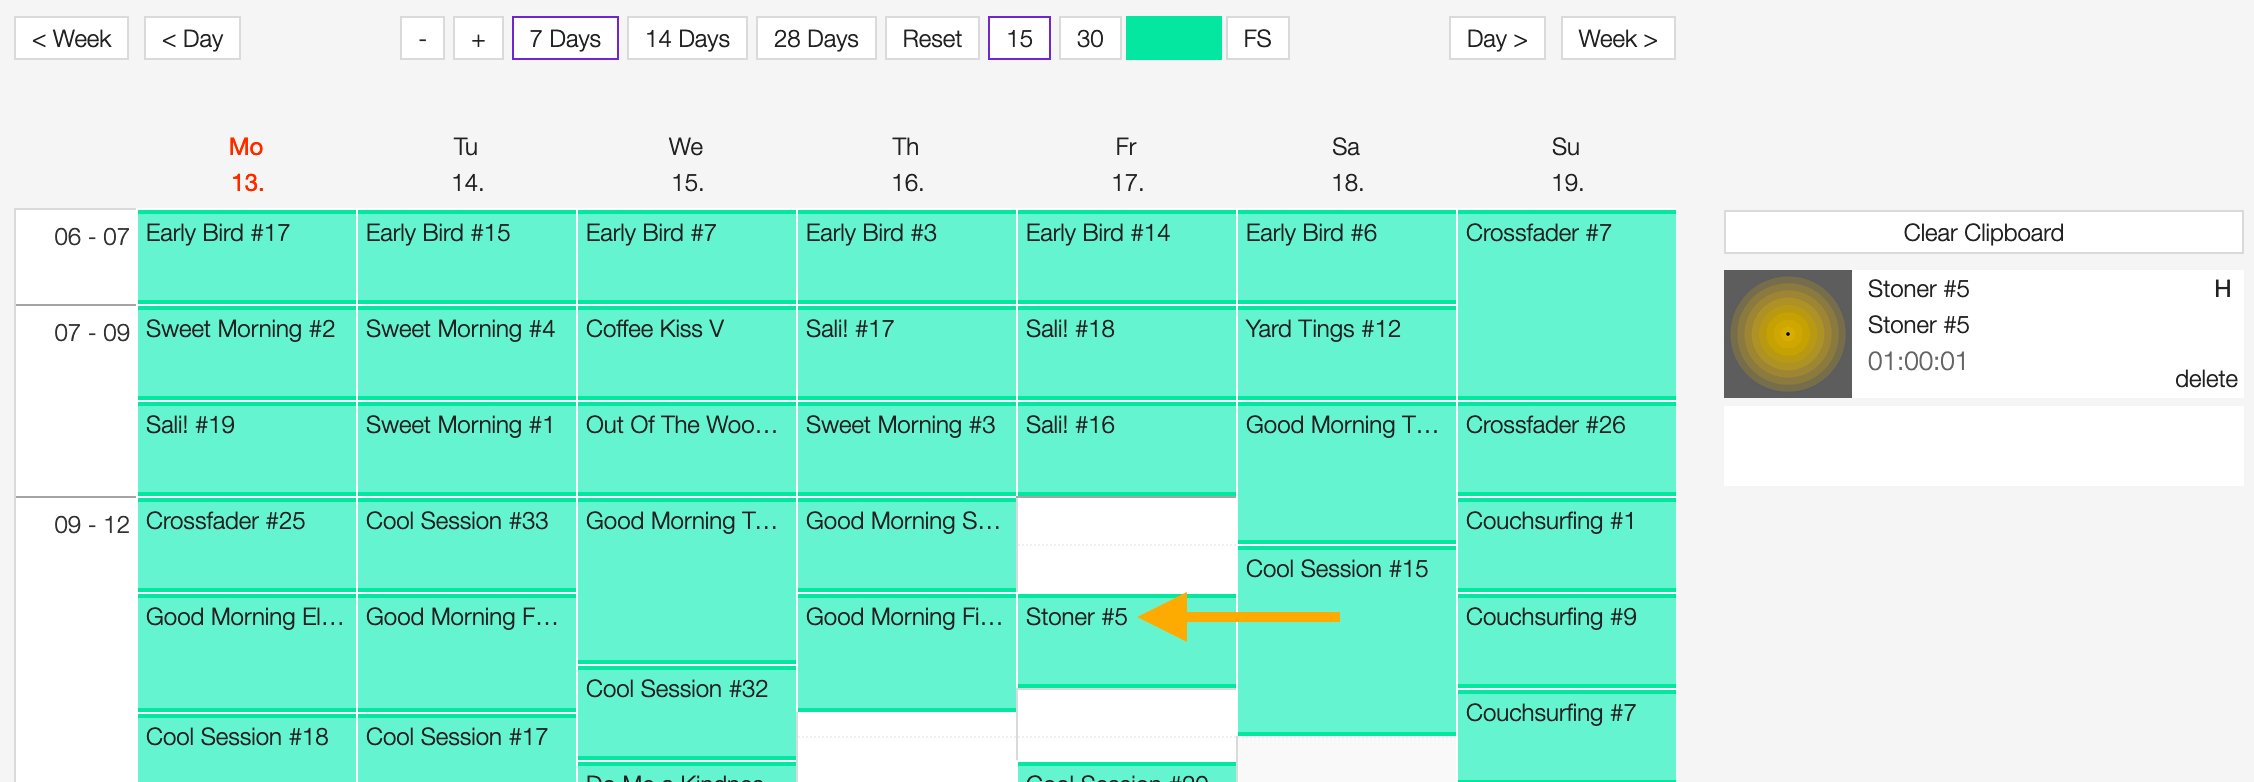 < Week < Day - + 7 Days 14 Days 28 Days Reset 15 30 FS Day > Week >
Mo Tu We Th Fr Sa Su
13. 14. 15. 16. 17. 18. 19.
06 - 07 Early Bird #17 Early Bird #15 Early Bird #7 Early Bird #3 Early Bird #14 Early Bird #6 Crossfader #7
07 - 09 Sweet Morning #2 Sweet Morning #4 Coffee Kiss V Sali! #17 Sali! #18 Yard Tings #12
Sali! #19 Sweet Morning #1 Out Of The Woo... Sweet Morning #3 Sali! #16 Good Morning T... Crossfader #26
09 - 12 Crossfader #25 Cool Session #33 Good Morning T... Good Morning S... Couchsurfing #1
Cool Session #15
Good Morning El... Good Morning F... Good Morning Fi... Stoner #5 Couchsurfing #9
Cool Session #32
Couchsurfing #7
Cool Session #18 Cool Session #17
Do Me a Kindness Cool Session #20
Clear Clipboard
Stoner #5 H
Stoner #5
01:00:01
delete